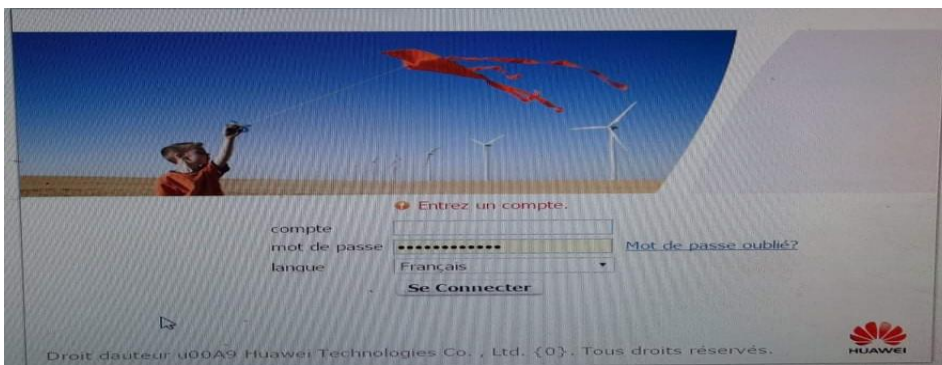 Entrez un compte.
compte
mot de passe •••••••••••• Mot de passe oublié?
langue Français
Se Connecter
HUAWEI
Droit dauteur u00A9 Huawei Technologies Co. , Ltd. {0}. Tous droits réservés.